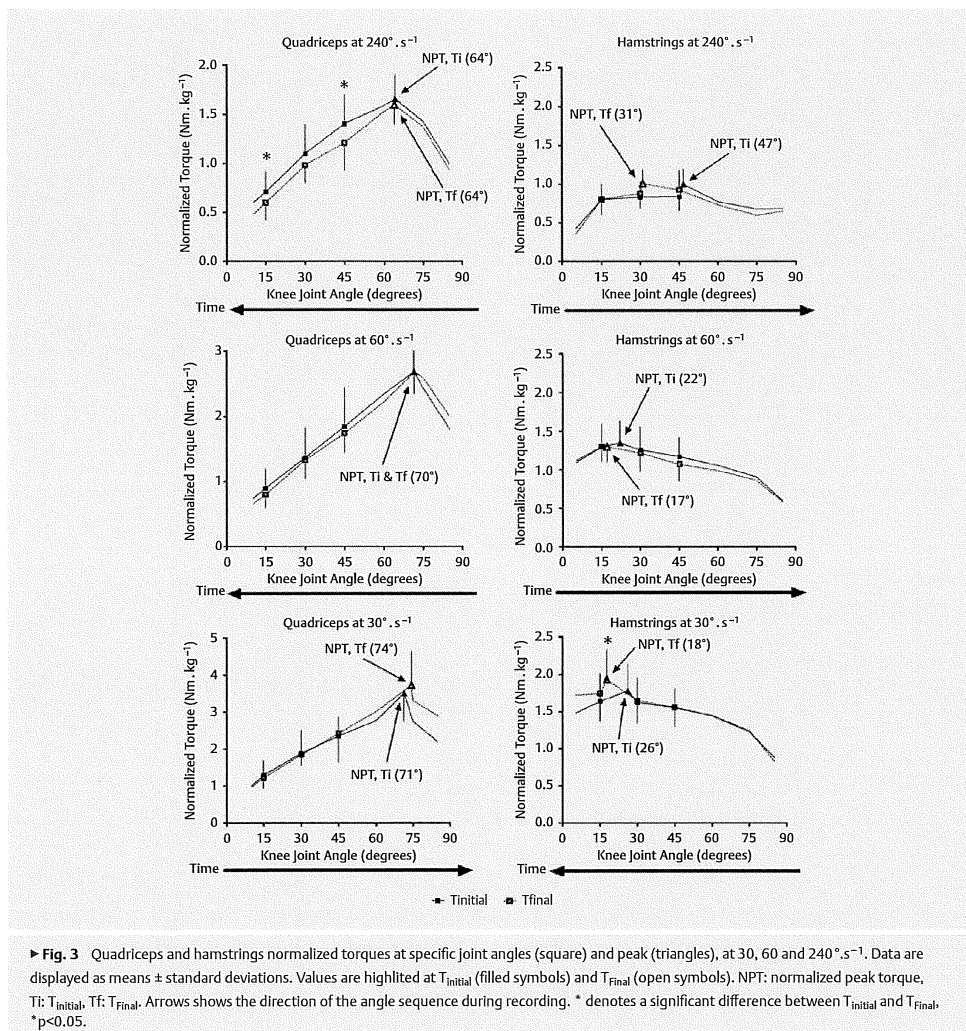 Quadriceps at 240°.s⁻¹
Normalized Torque (Nm.kg⁻¹)
2.0
1.5
1.0
0.5
0.0
*
*
NPT, Ti (64°)
NPT, Tf (64°)
0 15 30 45 60 75 90
Knee Joint Angle (degrees)
Time
Hamstrings at 240°.s⁻¹
Normalized Torque (Nm.kg⁻¹)
2.5
2.0
1.5
1.0
0.5
0.0
NPT, Tf (31°)
NPT, Ti (47°)
0 15 30 45 60 75 90
Knee Joint Angle (degrees)
Time
Quadriceps at 60°.s⁻¹
Normalized Torque (Nm.kg⁻¹)
3
2
1
0
NPT, Ti & Tf (70°)
0 15 30 45 60 75 90
Knee Joint Angle (degrees)
Time
Hamstrings at 60°.s⁻¹
Normalized Torque (Nm.kg⁻¹)
2.5
2.0
1.5
1.0
0.5
0.0
NPT, Ti (22°)
NPT, Tf (17°)
0 15 30 45 60 75 90
Knee Joint Angle (degrees)
Time
Quadriceps at 30°.s⁻¹
Normalized Torque (Nm.kg⁻¹)
5
4
3
2
1
0
NPT, Tf (74°)
NPT, Ti (71°)
0 15 30 45 60 75 90
Knee Joint Angle (degrees)
Time
Hamstrings at 30°.s⁻¹
Normalized Torque (Nm.kg⁻¹)
2.5
2.0
1.5
1.0
0.5
0.0
*
NPT, Tf (18°)
NPT, Ti (26°)
0 15 30 45 60 75 90
Knee Joint Angle (degrees)
Time
Tinitial Tfinal
▶ Fig. 3 Quadriceps and hamstrings normalized torques at specific joint angles (square) and peak (triangles), at 30, 60 and 240°.s⁻¹. Data are
displayed as means ± standard deviations. Values are highlited at Tinitial (filled symbols) and TFinal (open symbols). NPT: normalized peak torque,
Ti: Tinitial, Tf: TFinal. Arrows shows the direction of the angle sequence during recording. * denotes a significant difference between Tinitial and TFinal,
*p<0.05.